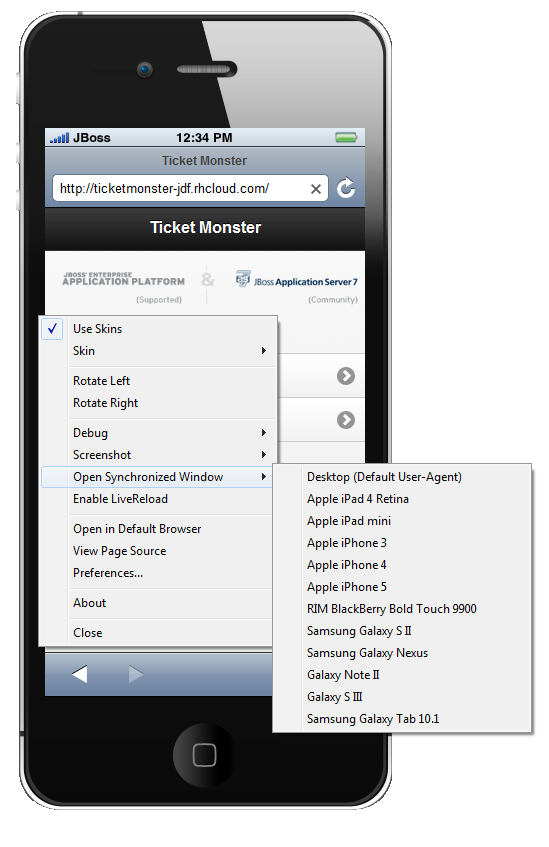 JBoss 12:34 PM
Ticket Monster
http://ticketmonster-jdf.rhcloud.com/
Ticket Monster
JBOSS® ENTERPRISE
APPLICATION PLATFORM & JBoss Application Server 7
(Supported) (Community)
Use Skins
Skin
Rotate Left
Rotate Right
Debug
Screenshot
Open Synchronized Window
Enable LiveReload
Open in Default Browser
View Page Source
Preferences...
About
Close
Desktop (Default User-Agent)
Apple iPad 4 Retina
Apple iPad mini
Apple iPhone 3
Apple iPhone 4
Apple iPhone 5
RIM BlackBerry Bold Touch 9900
Samsung Galaxy S II
Samsung Galaxy Nexus
Galaxy Note II
Galaxy S III
Samsung Galaxy Tab 10.1